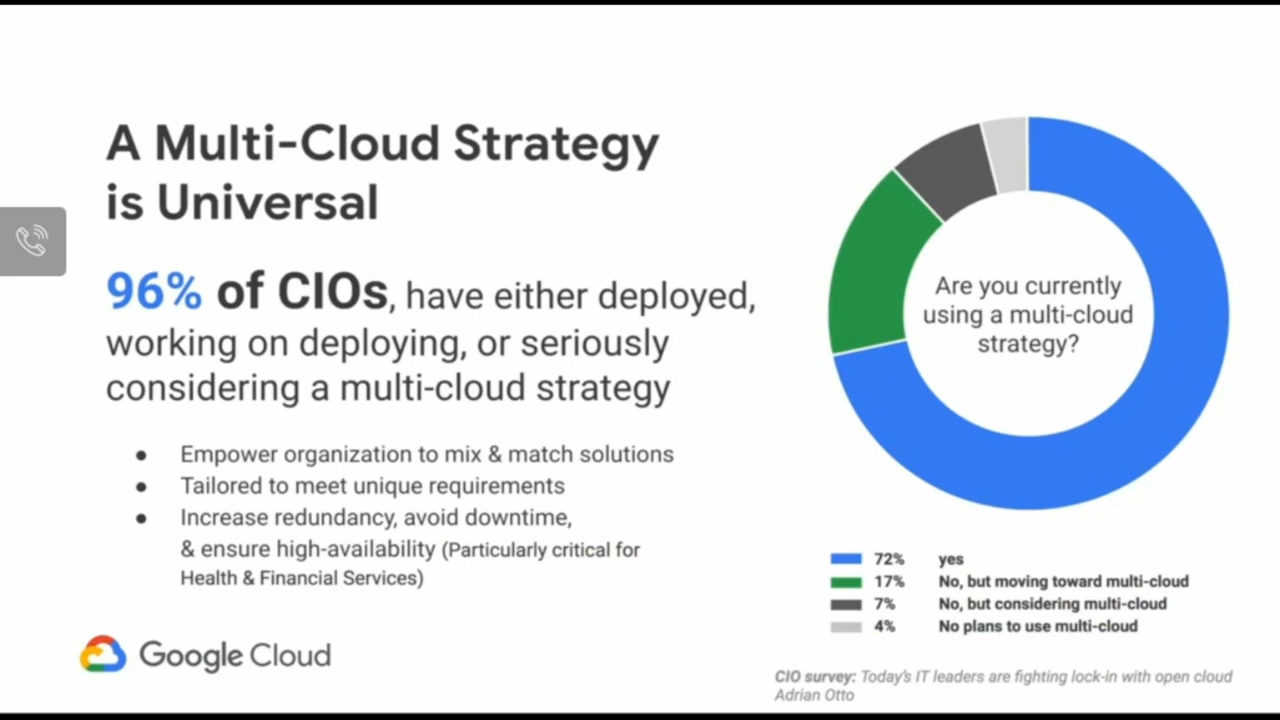 A Multi-Cloud Strategy
is Universal
96% of CIOs, have either deployed,
working on deploying, or seriously
considering a multi-cloud strategy
● Empower organization to mix & match solutions
● Tailored to meet unique requirements
● Increase redundancy, avoid downtime,
& ensure high-availability (Particularly critical for
Health & Financial Services)
Google Cloud
Are you currently
using a multi-cloud
strategy?
72% yes
17% No, but moving toward multi-cloud
7% No, but considering multi-cloud
4% No plans to use multi-cloud
CIO survey: Today's IT leaders are fighting lock-in with open cloud
Adrian Otto